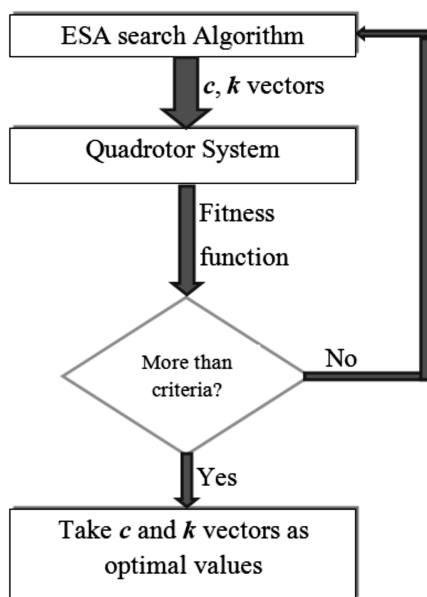 ESA search Algorithm
c, k vectors
Quadrotor System
Fitness
function
More than
criteria?
No
Yes
Take c and k vectors as
optimal values